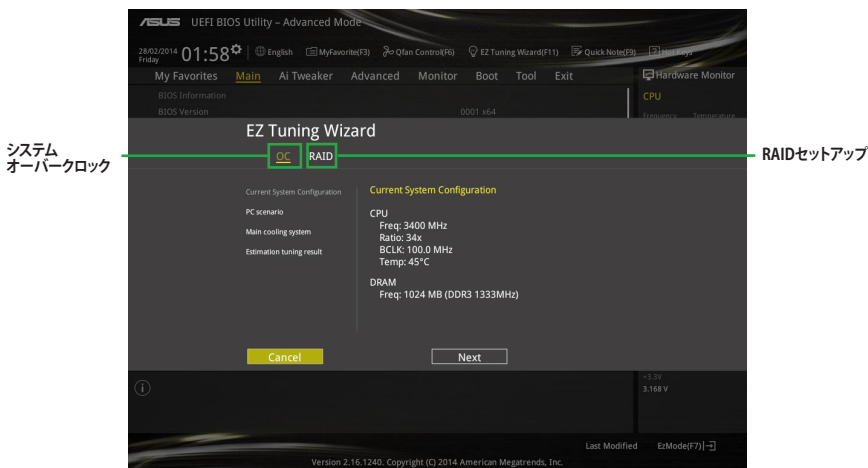 ASUS UEFI BIOS Utility – Advanced Mode
28/02/2014
Friday
01:58
English
MyFavorite(F3)
Qfan Control(F6)
EZ Tuning Wizard(F11)
Quick Note(F9)
? Hot Keys
My Favorites Main Ai Tweaker Advanced Monitor Boot Tool Exit
Hardware Monitor
BIOS Information
CPU
BIOS Version 0001 x64
Frequency Temperature
EZ Tuning Wizard
システム
オーバークロック
OC RAID
RAIDセットアップ
Current System Configuration
PC scenario
Main cooling system
Estimation tuning result
Current System Configuration
CPU
Freq: 3400 MHz
Ratio: 34x
BCLK: 100.0 MHz
Temp: 45°C
DRAM
Freq: 1024 MB (DDR3 1333MHz)
Cancel Next
+3.3V
3.168 V
Last Modified EzMode(F7)
Version 2.16.1240. Copyright (C) 2014 American Megatrends, Inc.